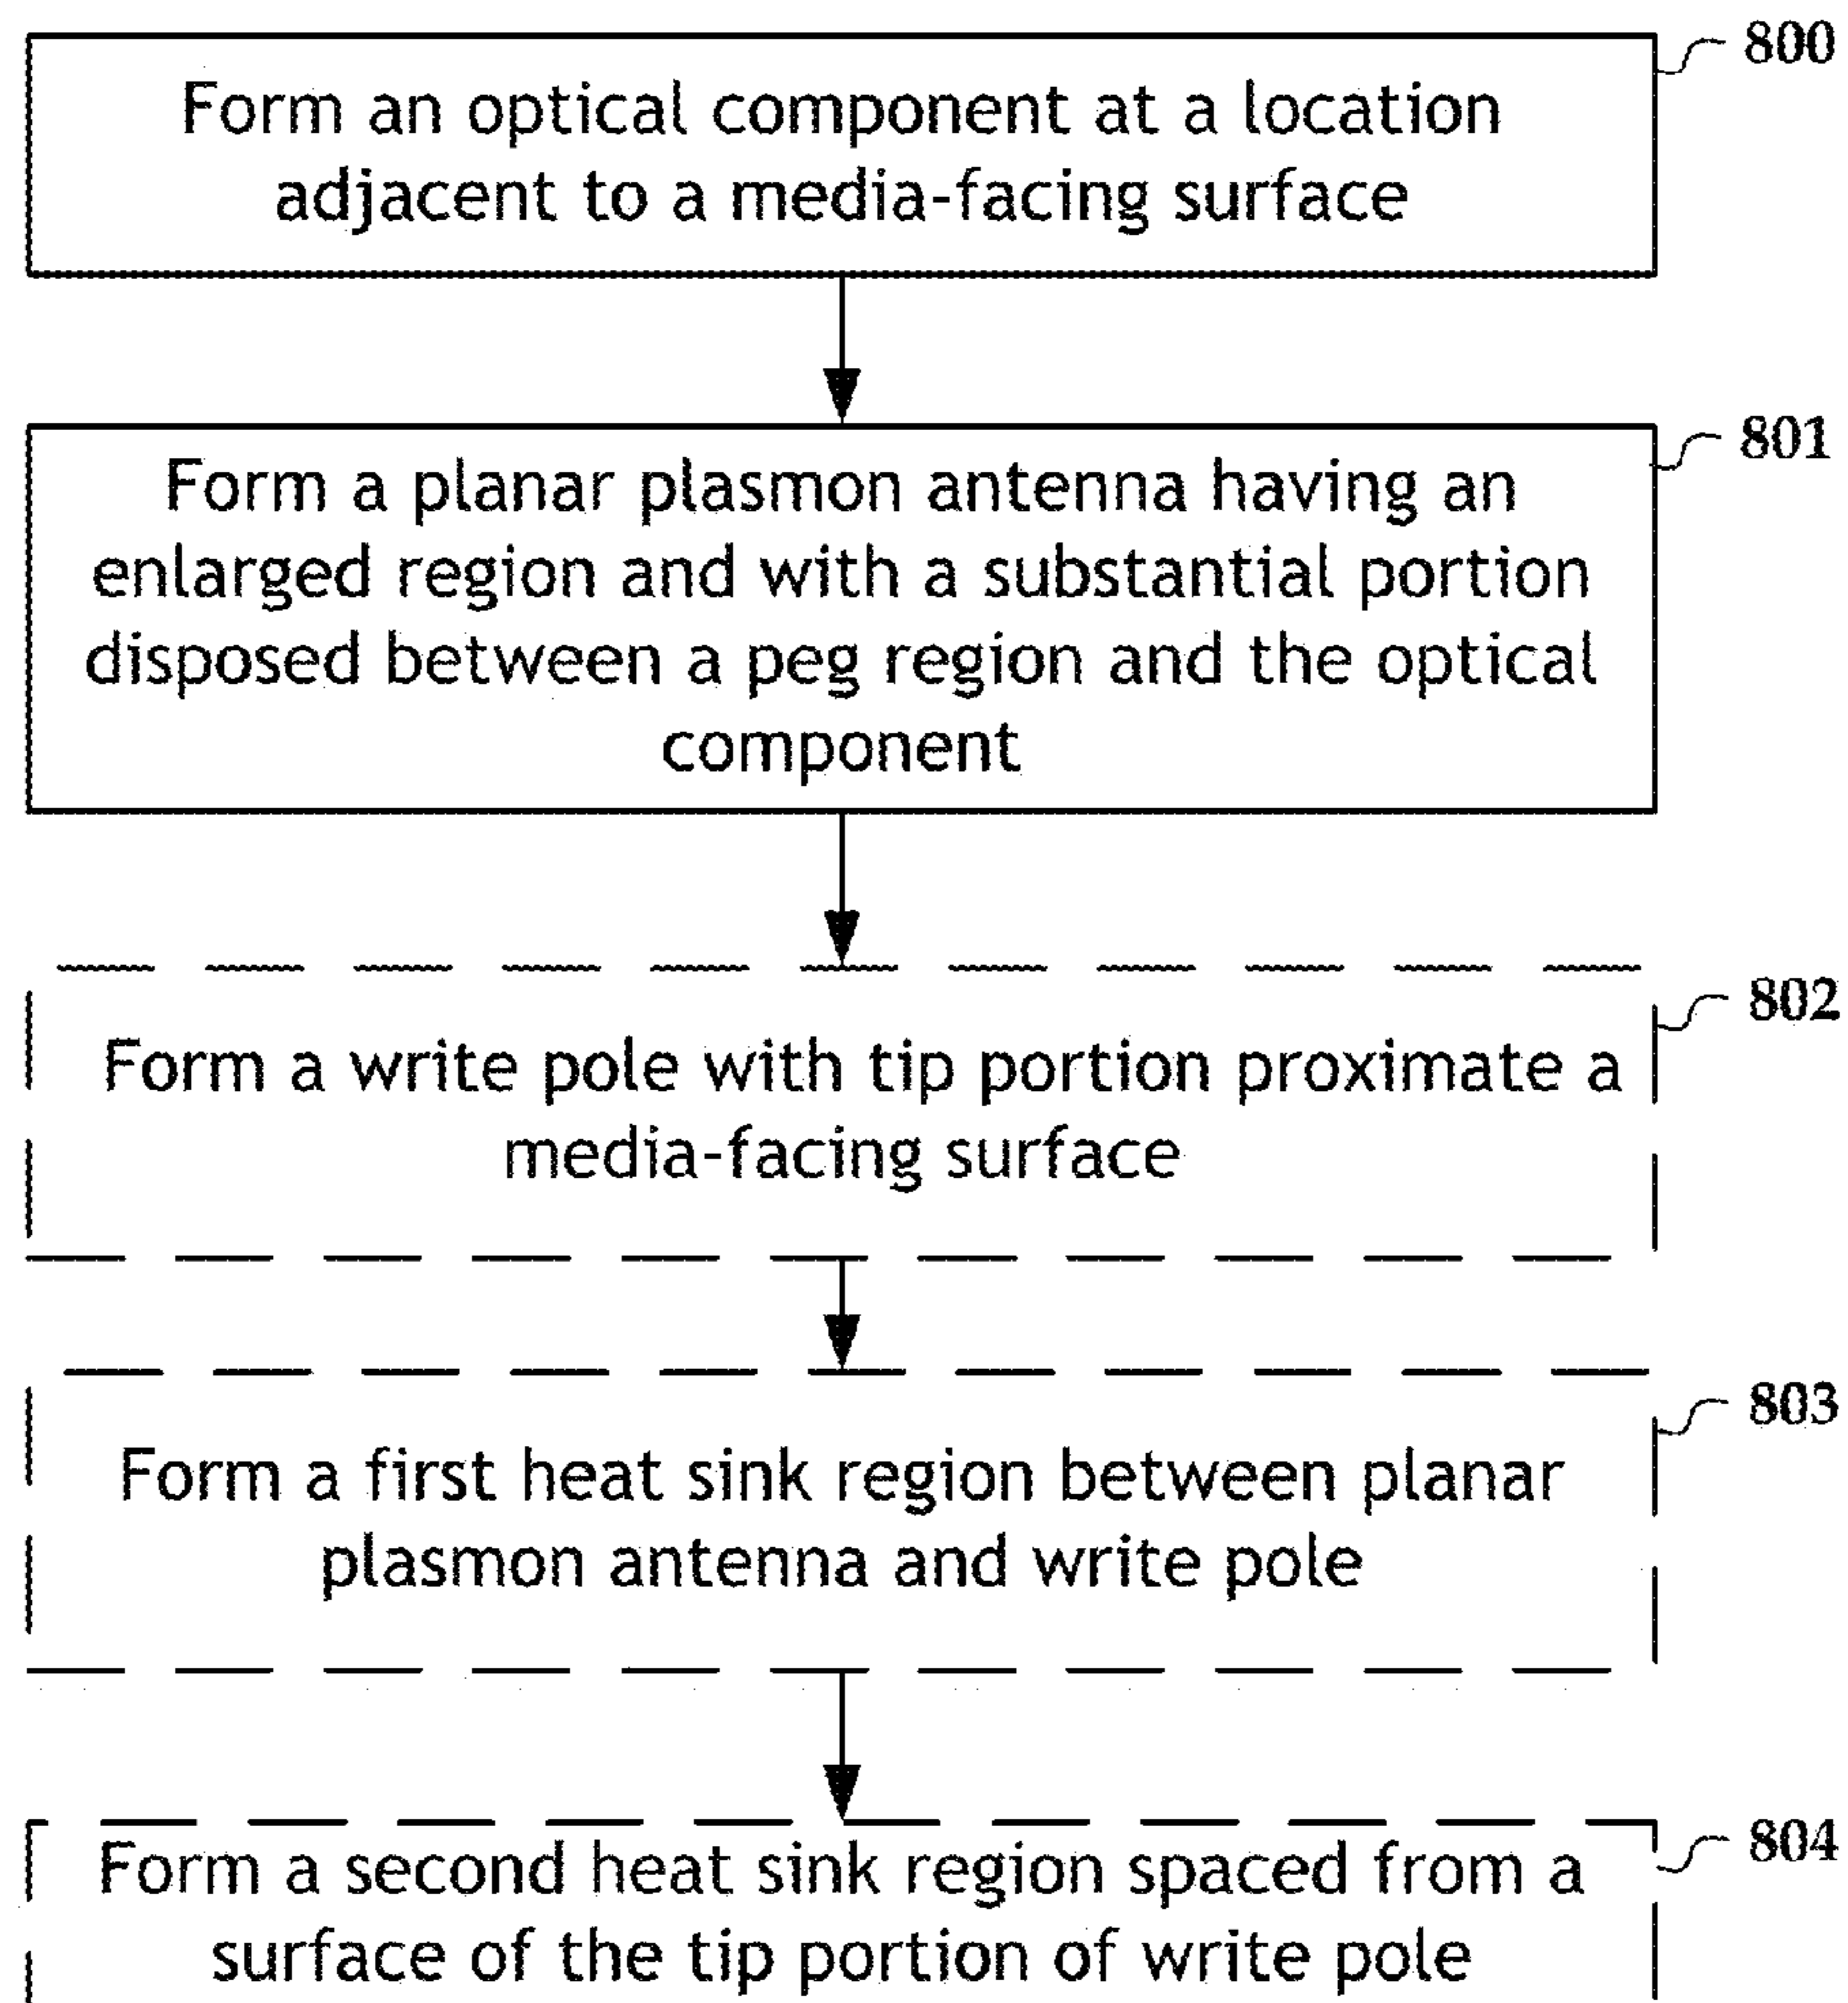 800
Form an optical component at a location
adjacent to a media-facing surface
801
Form a planar plasmon antenna having an
enlarged region and with a substantial portion
disposed between a peg region and the optical
component
802
Form a write pole with tip portion proximate a
media-facing surface
803
Form a first heat sink region between planar
plasmon antenna and write pole
804
Form a second heat sink region spaced from a
surface of the tip portion of write pole